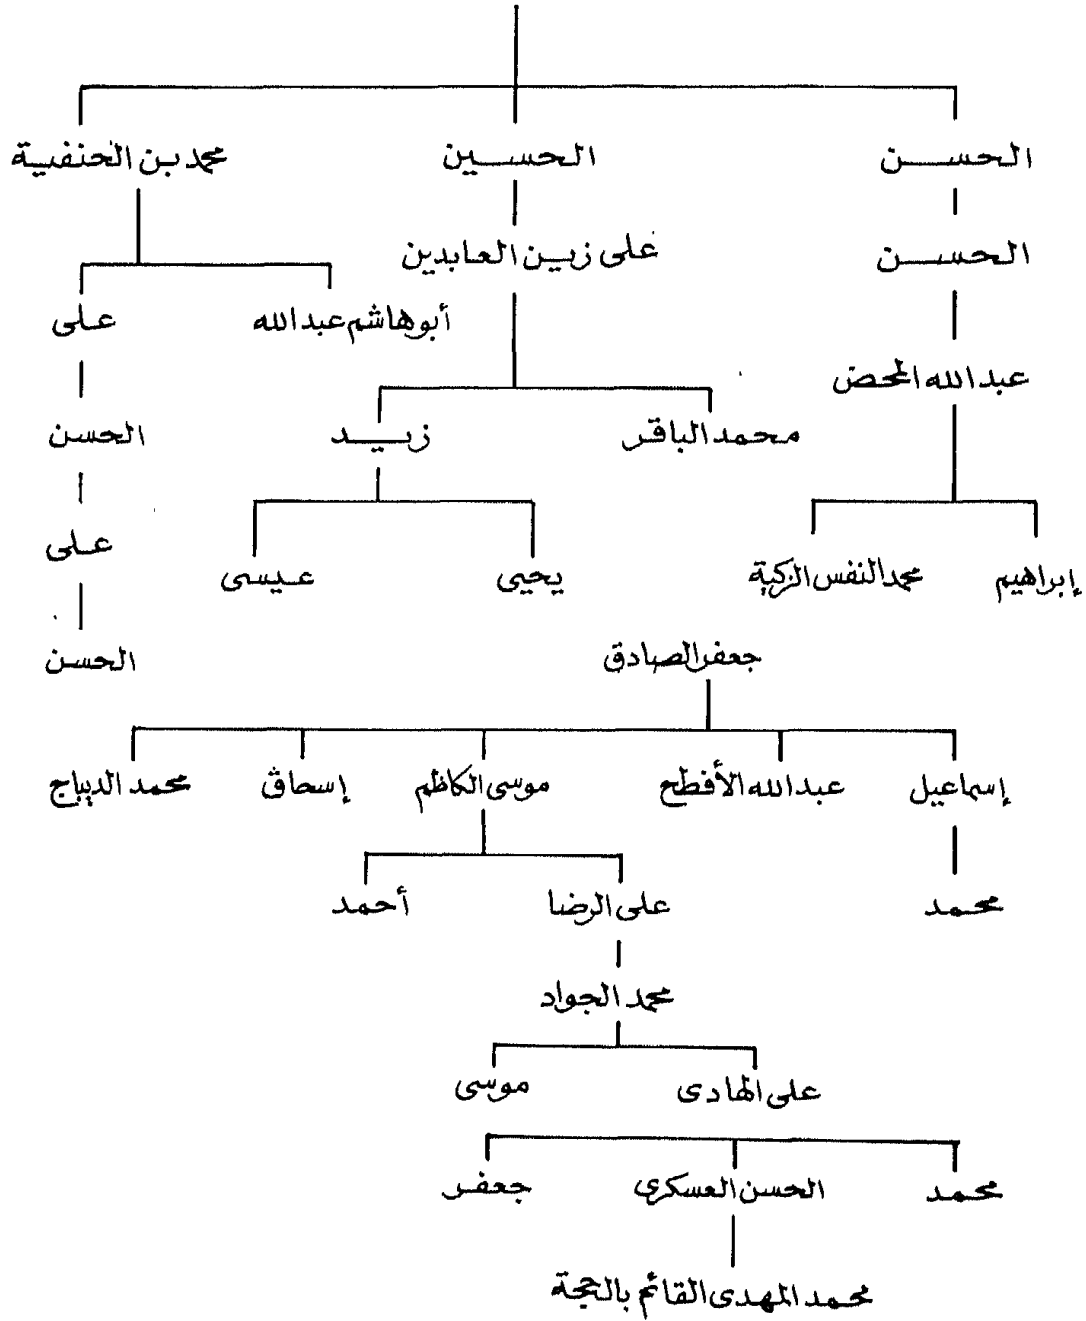 الحسن الحسين محمد بن الحنفية
الحسن على زين العابدين
أبو هاشم عبد الله على
عبد الله المحض
محمد الباقر زيد الحسن
على
إبراهيم محمد النفس الزكية يحيى عيسى
جعفر الصادق الحسن
إسماعيل عبد الله الأفطح موسى الكاظم إسحاق محمد الديباج
محمد على الرضا أحمد
محمد الجواد
على الهادى موسى
محمد الحسن العسكرى جعفر
محمد المهدى القائم بالحجة